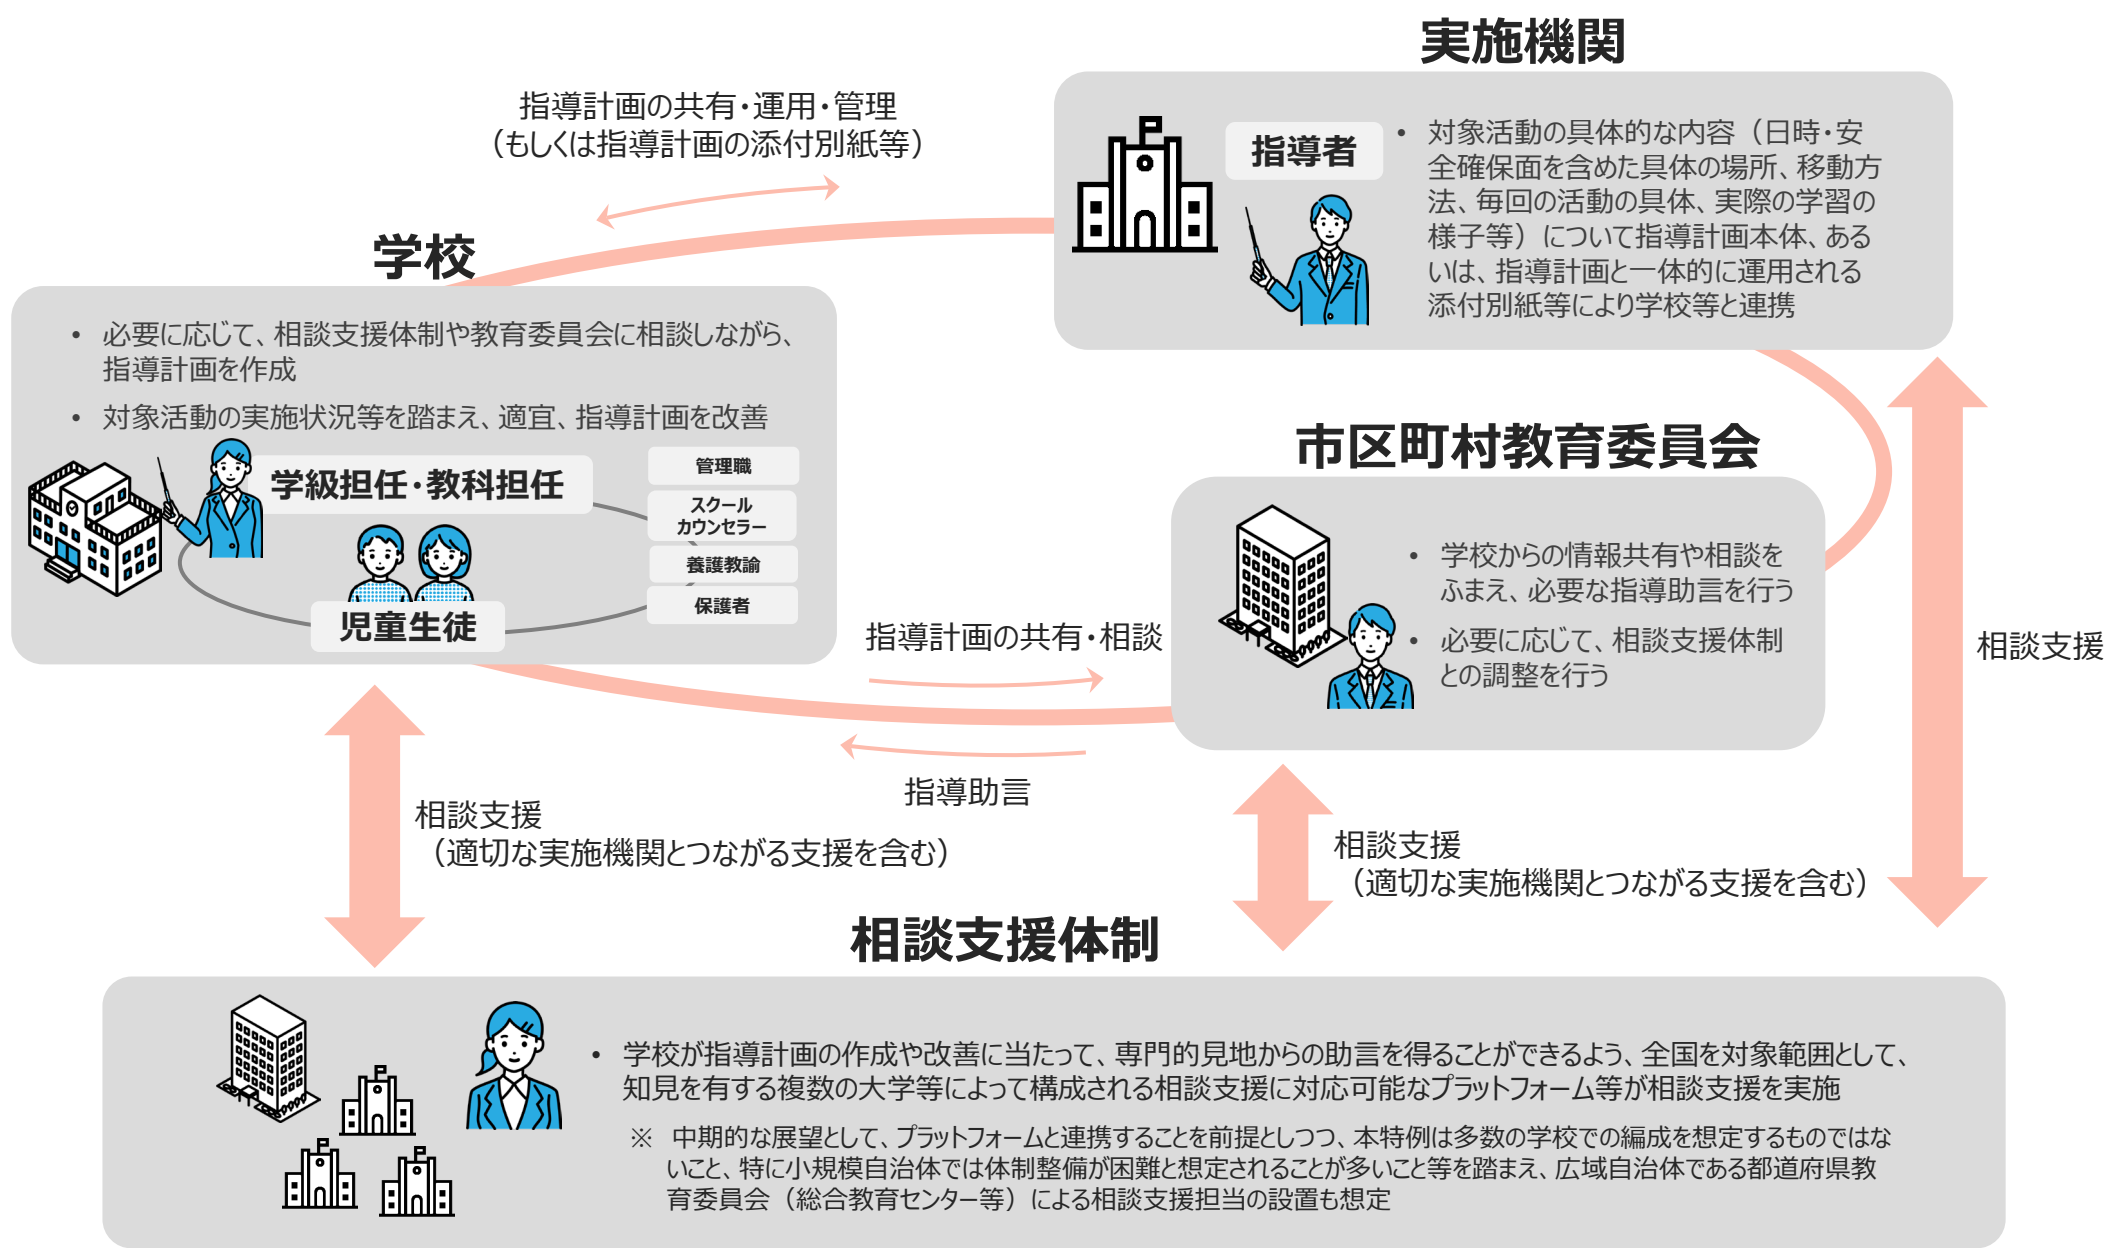 実施機関
指導計画の共有・運用・管理
（もしくは指導計画の添付別紙等）
指導者
• 対象活動の具体的な内容（日時・安
全確保面を含めた具体の場所、移動方
法、毎回の活動の具体、実際の学習の
様子等）について指導計画本体、ある
いは、指導計画と一体的に運用される
添付別紙等により学校等と連携
学校
• 必要に応じて、相談支援体制や教育委員会に相談しながら、
指導計画を作成
• 対象活動の実施状況等を踏まえ、適宜、指導計画を改善
学級担任・教科担任
管理職
スクール
カウンセラー
養護教諭
保護者
児童生徒
市区町村教育委員会
• 学校からの情報共有や相談を
ふまえ、必要な指導助言を行う
• 必要に応じて、相談支援体制
との調整を行う
指導計画の共有・相談
指導助言
相談支援
相談支援
（適切な実施機関とつながる支援を含む）
相談支援
（適切な実施機関とつながる支援を含む）
相談支援体制
• 学校が指導計画の作成や改善に当たって、専門的見地からの助言を得ることができるよう、全国を対象範囲として、
知見を有する複数の大学等によって構成される相談支援に対応可能なプラットフォーム等が相談支援を実施
※ 中期的な展望として、プラットフォームと連携することを前提としつつ、本特例は多数の学校での編成を想定するものではな
いこと、特に小規模自治体では体制整備が困難と想定されることが多いこと等を踏まえ、広域自治体である都道府県教
育委員会（総合教育センター等）による相談支援担当の設置も想定